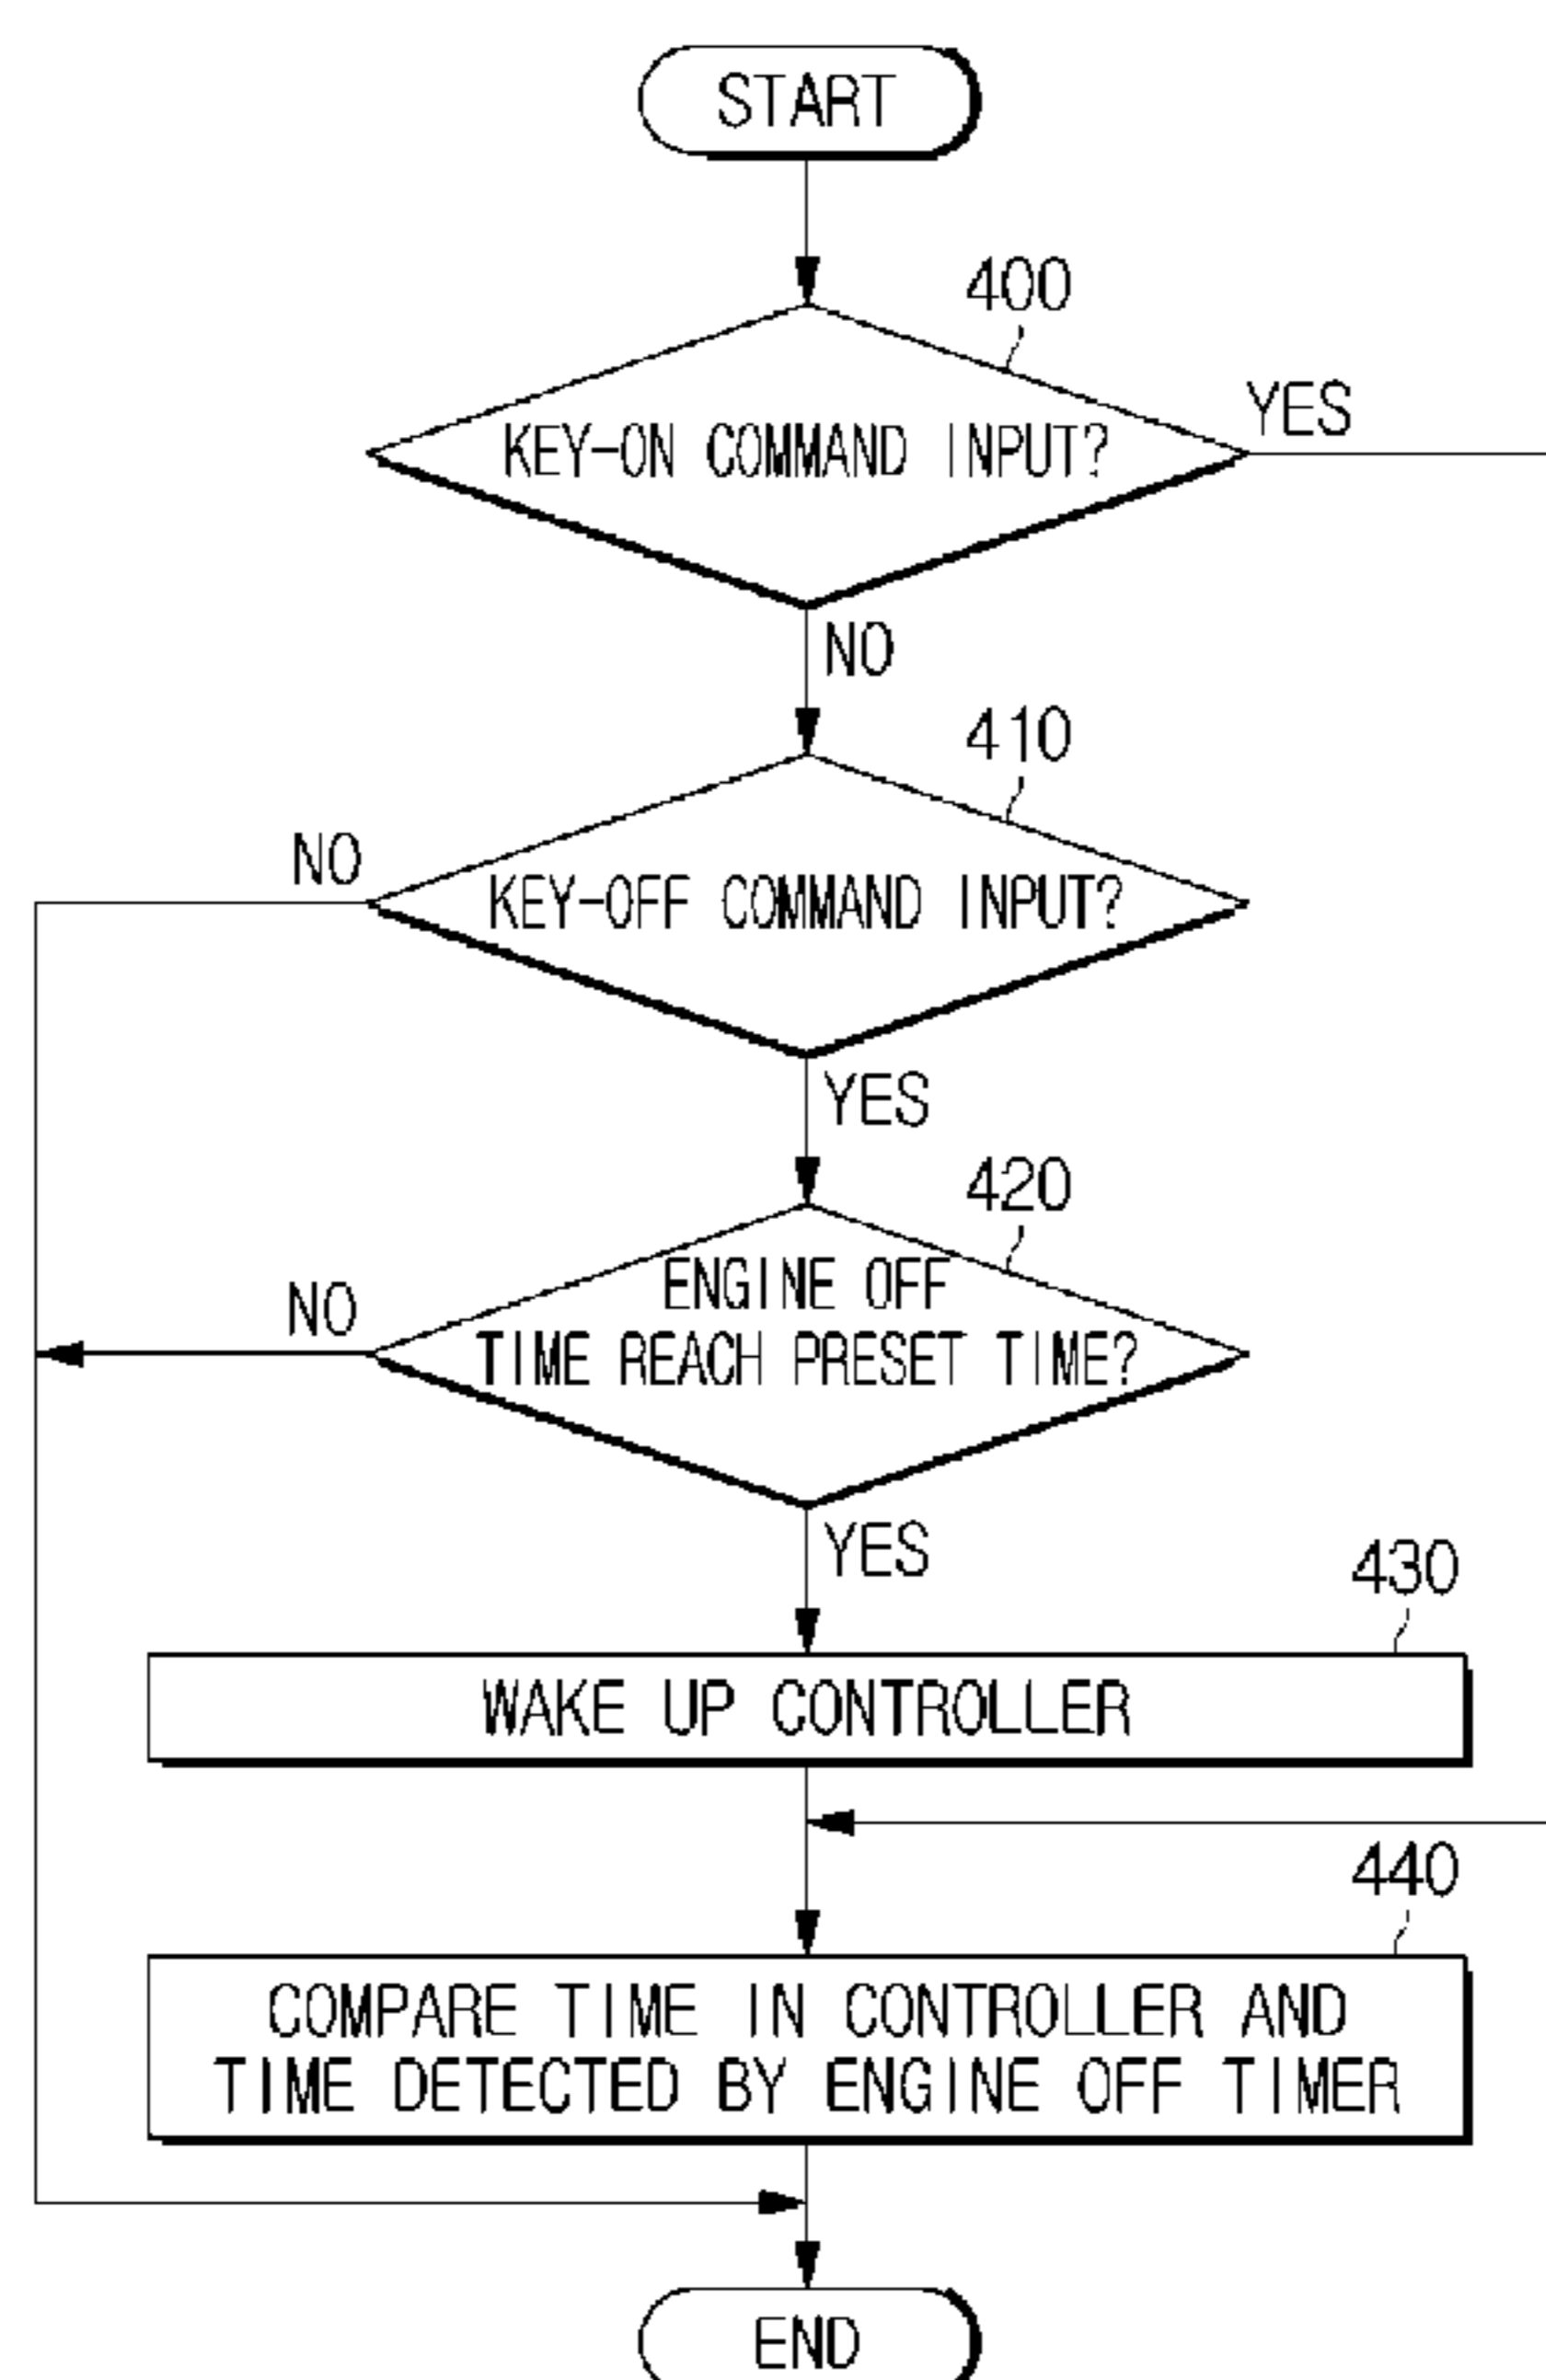 START
400
KEY-ON COMMAND INPUT?
YES
NO
410
NO
KEY-OFF COMMAND INPUT?
YES
420
ENGINE OFF
TIME REACH PRESET TIME?
NO
YES
430
WAKE UP CONTROLLER
440
COMPARE TIME IN CONTROLLER AND
TIME DETECTED BY ENGINE OFF TIMER
END